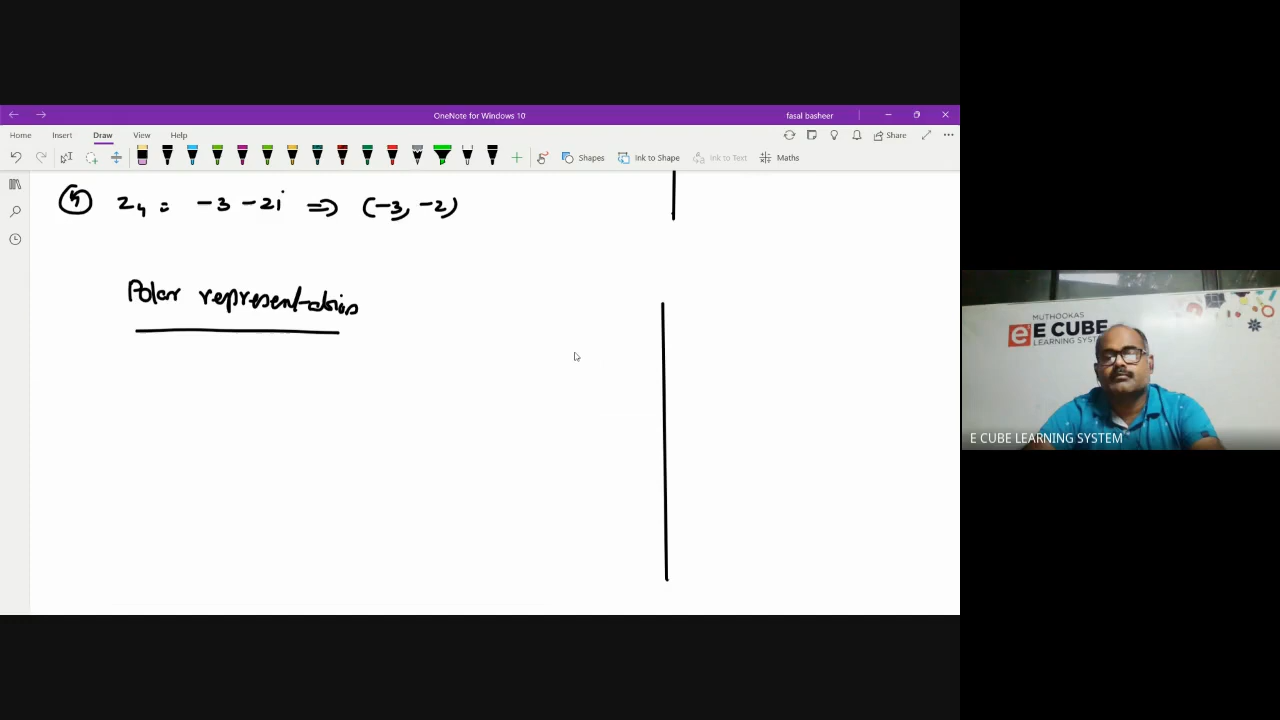 OneNote for Windows 10
fasal basheer
Home Insert Draw View Help
Share
Shapes Ink to Shape Ink to Text Maths
④ z₄ = -3 -2i ⇒ (-3, -2)
Polar representation
MUTHOOKAS
e E CUBE
LEARNING SYSTEM
E CUBE LEARNING SYSTEM